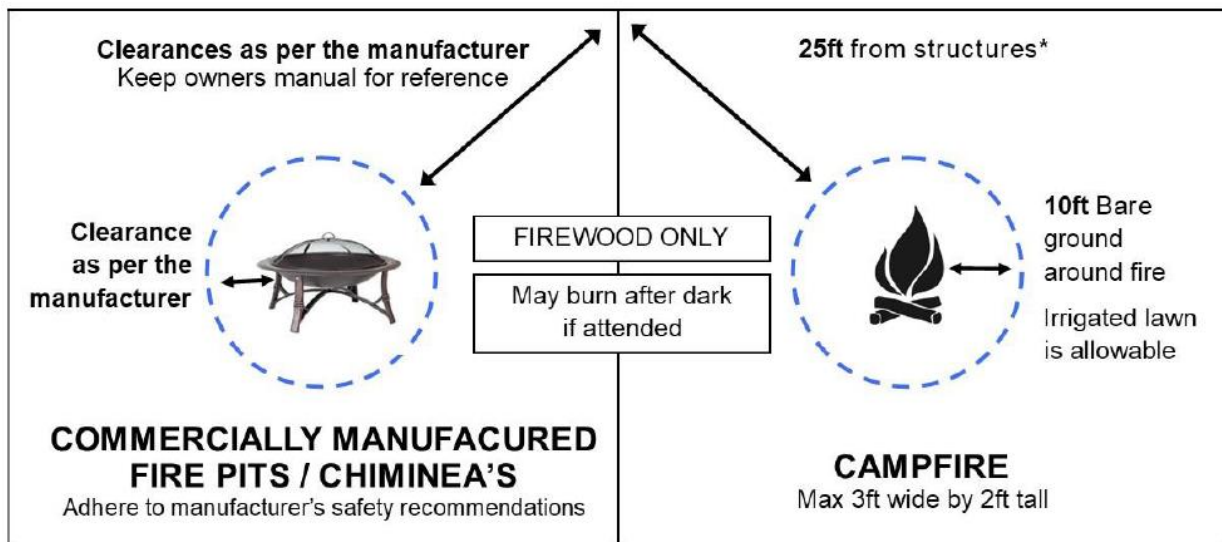 Clearances as per the manufacturer
Keep owners manual for reference
Clearance
as per the
manufacturer
COMMERCIALLY MANUFACURED
FIRE PITS / CHIMINEA'S
Adhere to manufacturer's safety recommendations
FIREWOOD ONLY
May burn after dark
if attended
25ft from structures*
10ft Bare
ground
around fire
Irrigated lawn
is allowable
CAMPFIRE
Max 3ft wide by 2ft tall